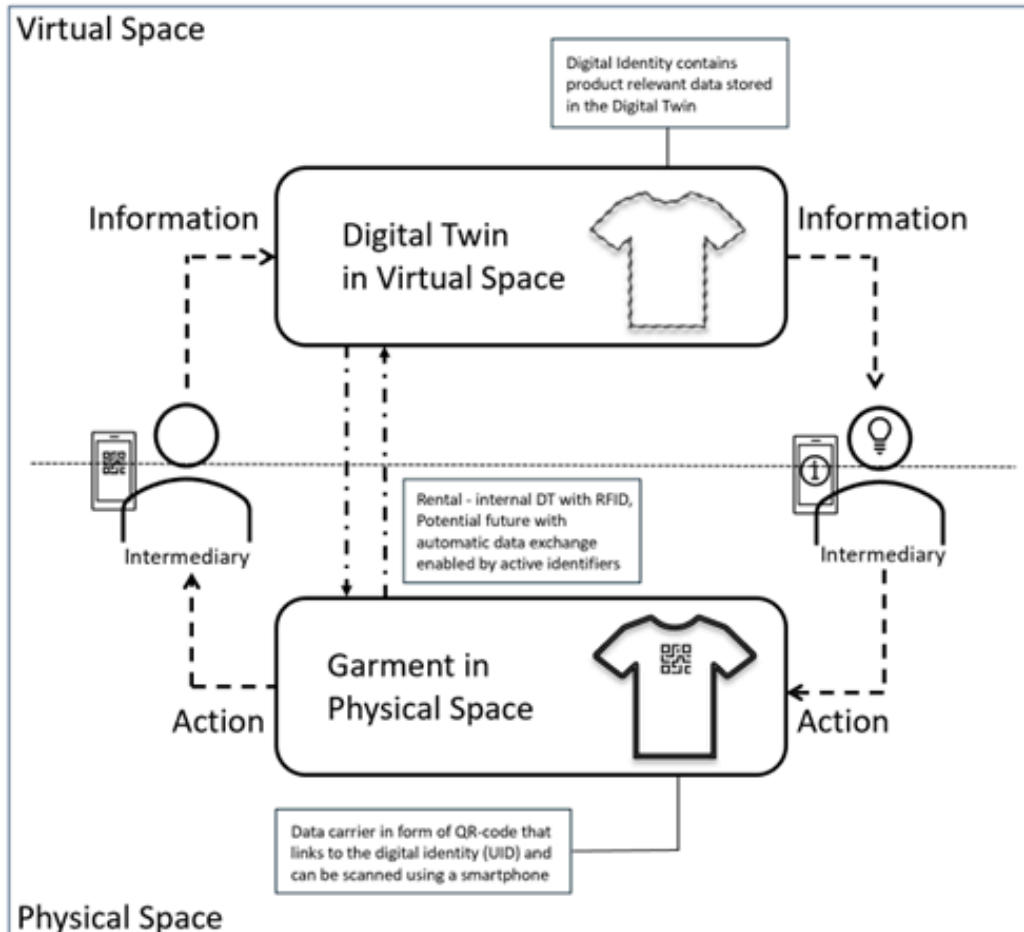 Virtual Space
Digital Identity contains
product relevant data stored
in the Digital Twin
Information
Information
Digital Twin
in Virtual Space
Rental - internal DT with RFID,
Potential future with
automatic data exchange
enabled by active identifiers
Intermediary
Intermediary
Garment in
Physical Space
Action
Action
Data carrier in form of QR-code that
links to the digital identity (UID) and
can be scanned using a smartphone
Physical Space